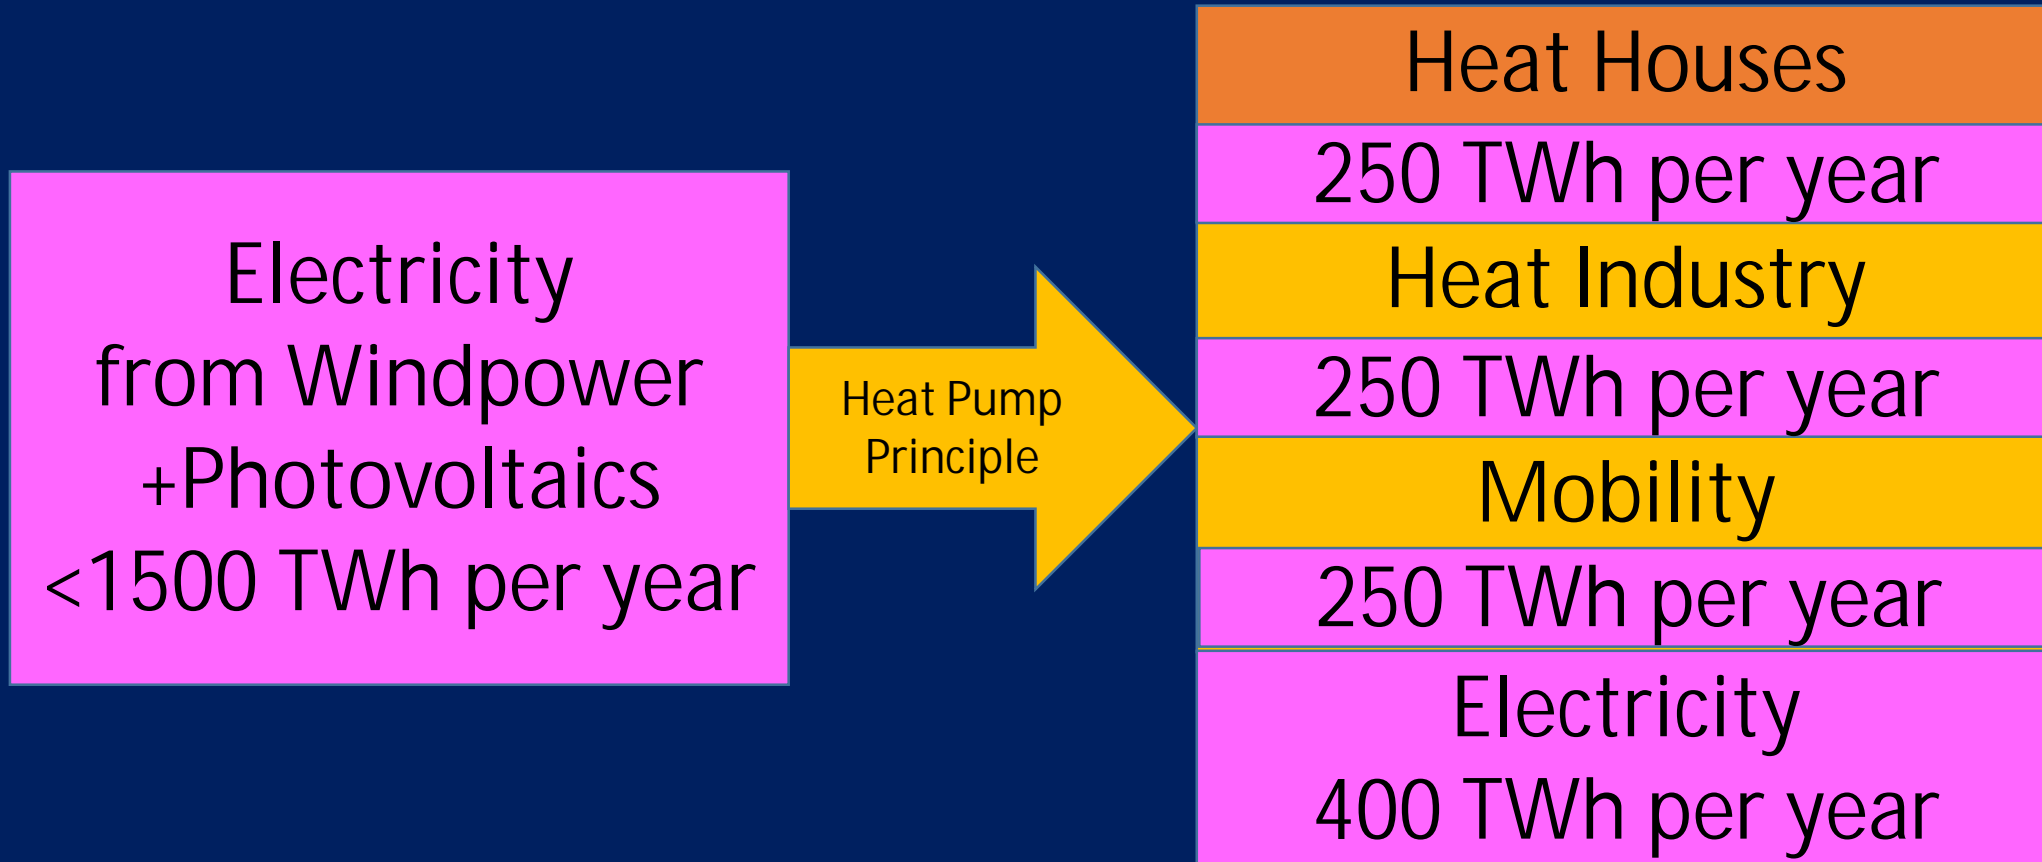 Electricity
from Windpower
+Photovoltaics
<1500 TWh per year
Heat Pump
Principle
Heat Houses
250 TWh per year
Heat Industry
250 TWh per year
Mobility
250 TWh per year
Electricity
400 TWh per year